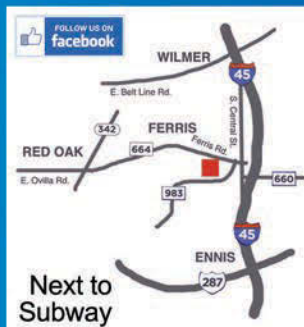 FOLLOW US ON
facebook
WILMER
45
E. Belt Line Rd.
S. Central St.
342
FERRIS
RED OAK
664
Ferris Rd.
E. Ovilla Rd.
983
660
45
ENNIS
287
Next to
Subway